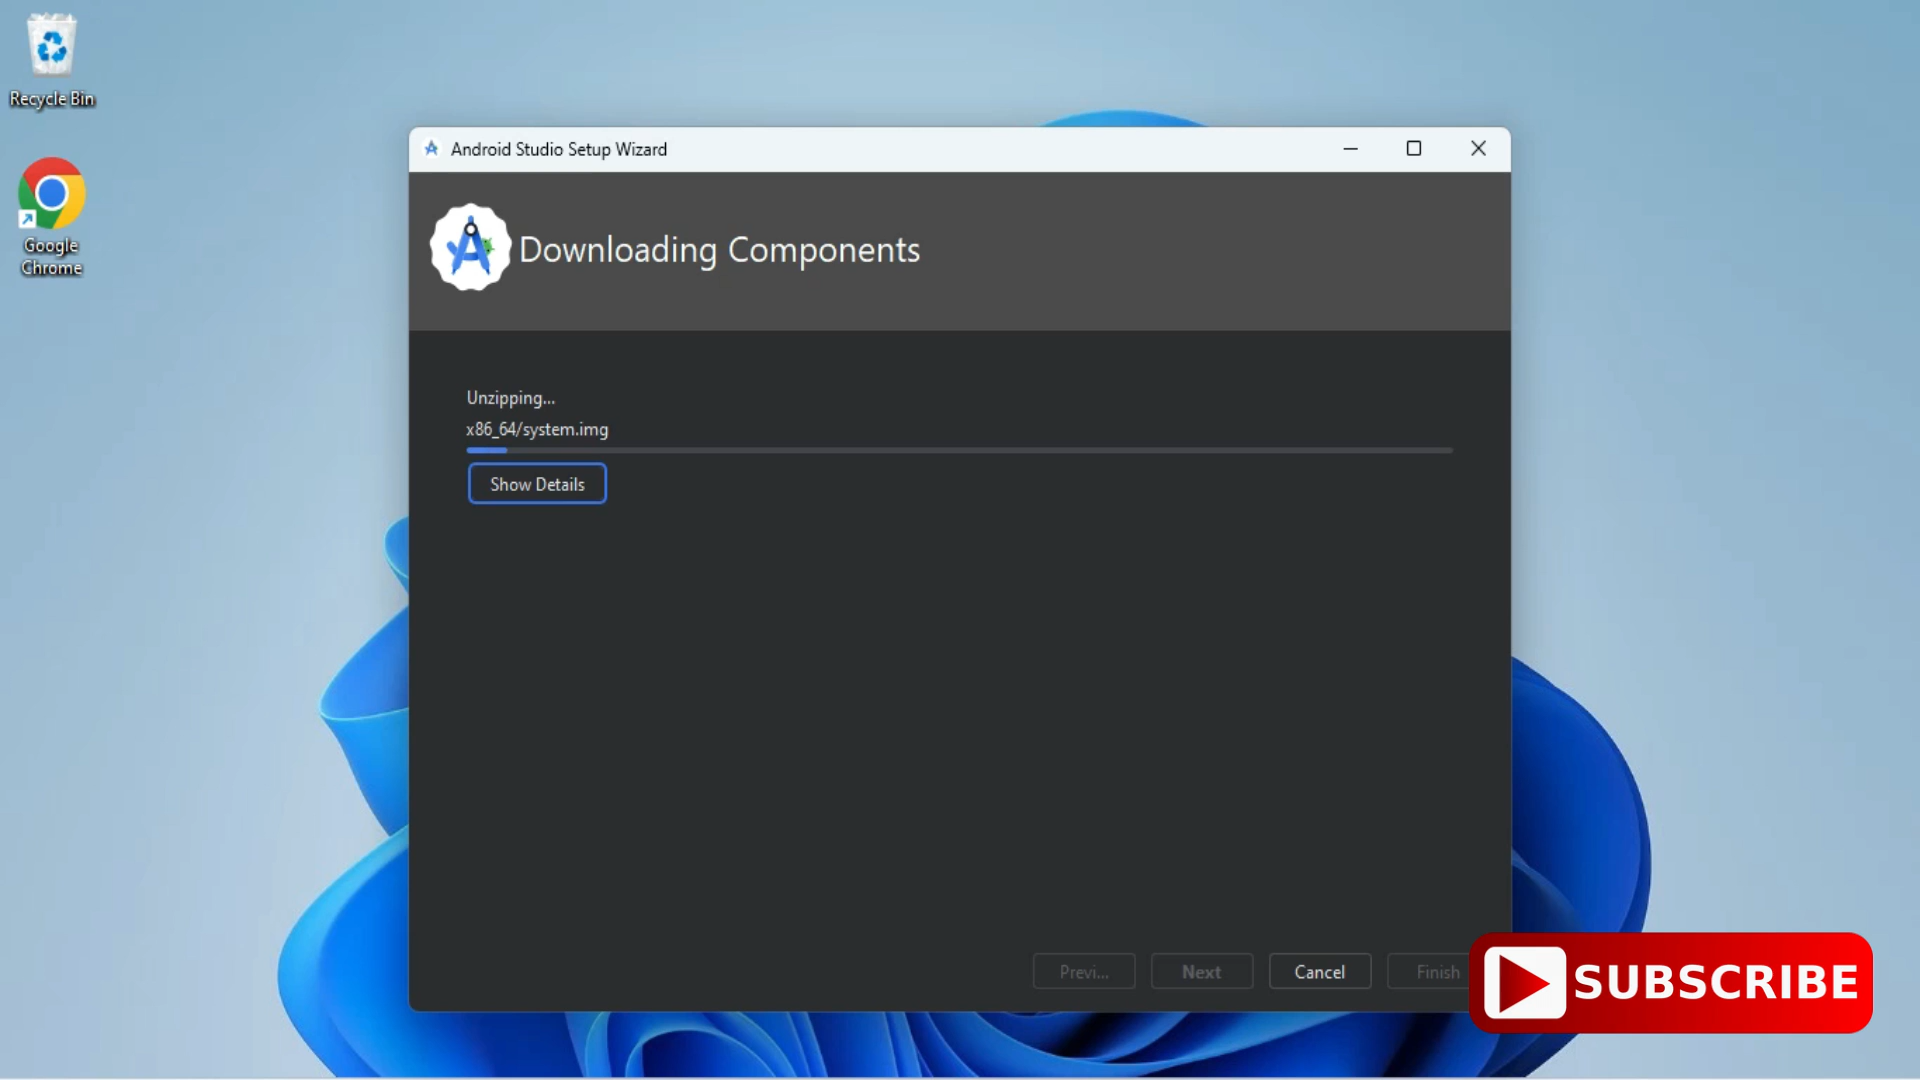 Recycle Bin
Google
Chrome
Android Studio Setup Wizard
Downloading Components
Unzipping...
x86_64/system.img
Show Details
Previ...
Next
Cancel
Finish
SUBSCRIBE